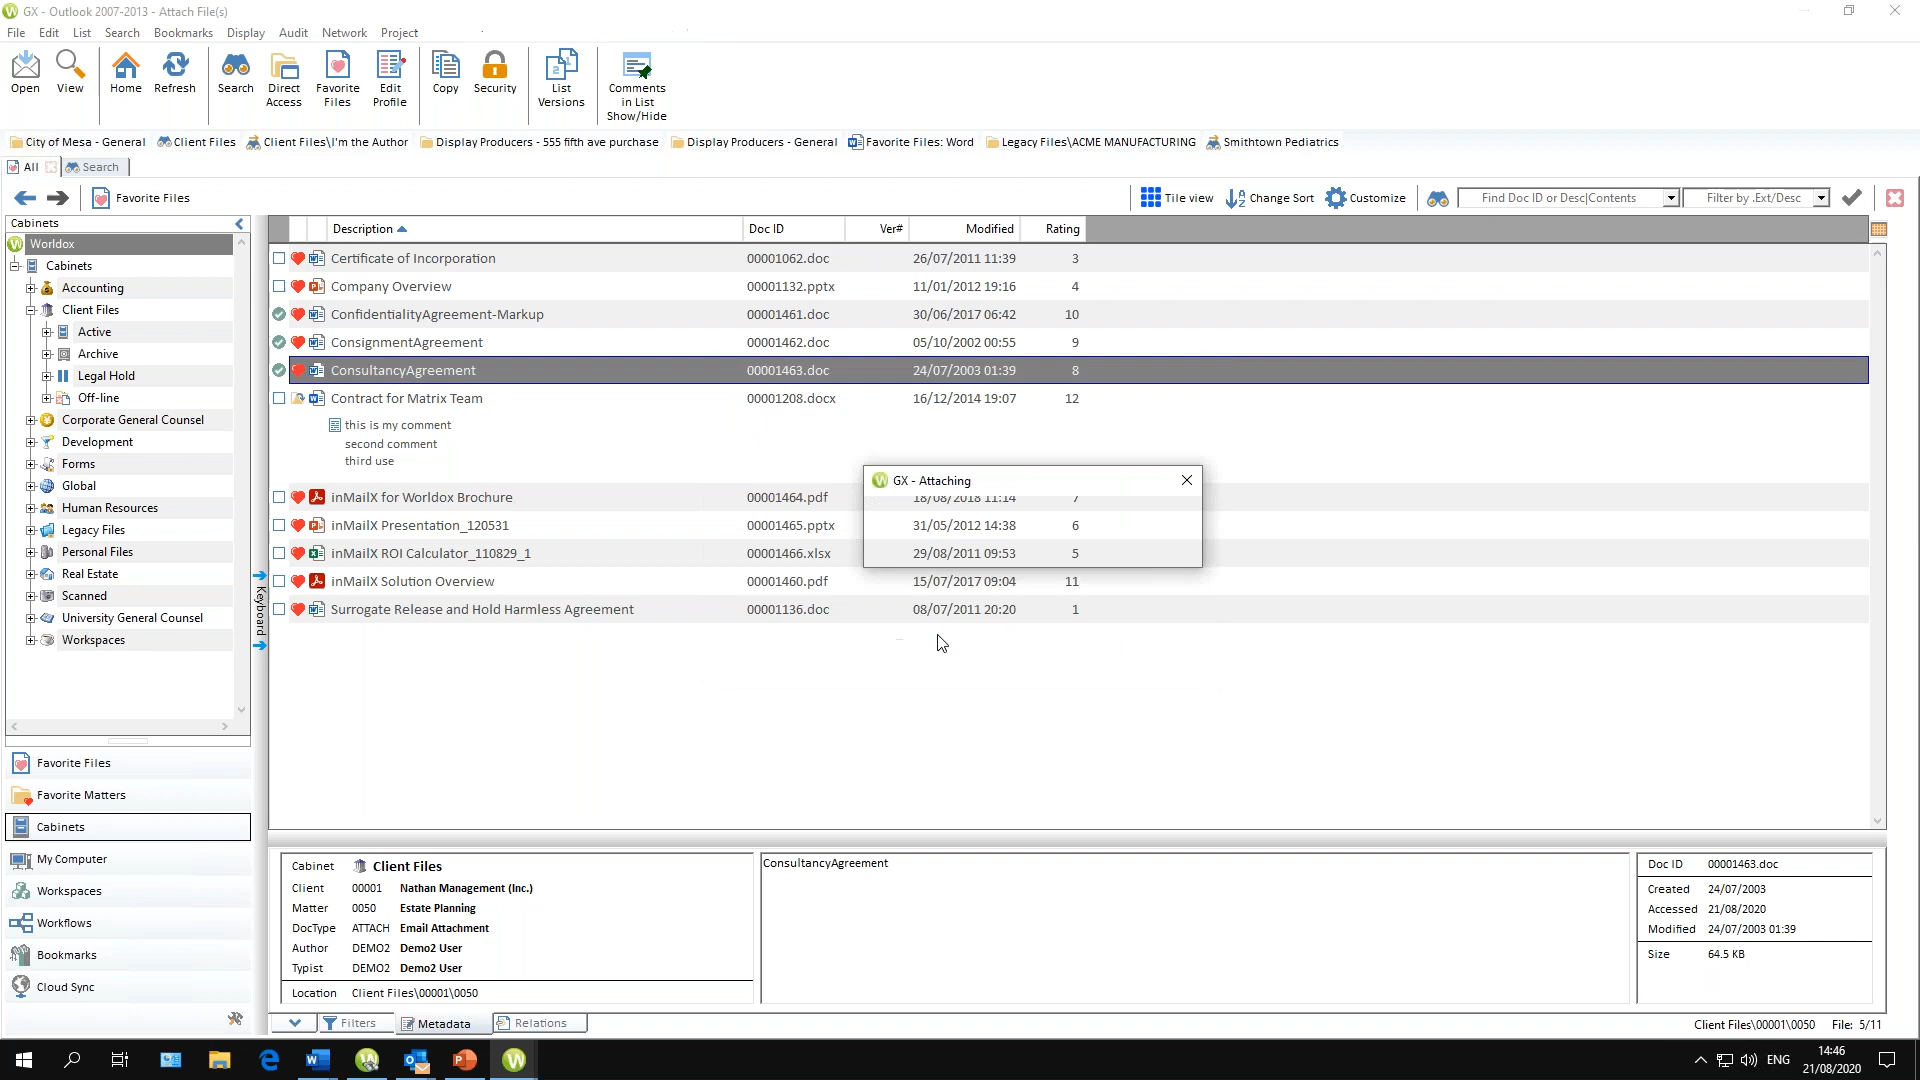 GX - Outlook 2007-2013 - Attach File(s)
File Edit List Search Bookmarks Display Audit Network Project
Open View Home Refresh Search Direct Access Favorite Files Edit Profile Copy Security List Versions Comments in List Show/Hide
City of Mesa - General Client Files Client Files\I'm the Author Display Producers - 555 fifth ave purchase Display Producers - General Favorite Files: Word Legacy Files\ACME MANUFACTURING Smithtown Pediatrics
All Search
Favorite Files Tile view Change Sort Customize Find Doc ID or Desc|Contents Filter by .Ext/Desc
Cabinets
Worldox
Cabinets
Accounting
Client Files
Active
Archive
Legal Hold
Off-line
Corporate General Counsel
Development
Forms
Global
Human Resources
Legacy Files
Personal Files
Real Estate
Scanned
University General Counsel
Workspaces
Keyboard
Description Doc ID Ver# Modified Rating
Certificate of Incorporation 00001062.doc 26/07/2011 11:39 3
Company Overview 00001132.pptx 11/01/2012 19:16 4
ConfidentialityAgreement-Markup 00001461.doc 30/06/2017 06:42 10
ConsignmentAgreement 00001462.doc 05/10/2002 00:55 9
ConsultancyAgreement 00001463.doc 24/07/2003 01:39 8
Contract for Matrix Team 00001208.docx 16/12/2014 19:07 12
this is my comment
second comment
third use
GX - Attaching
inMailX for Worldox Brochure 00001464.pdf 18/08/2018 11:14 7
inMailX Presentation_120531 00001465.pptx 31/05/2012 14:38 6
inMailX ROI Calculator_110829_1 00001466.xlsx 29/08/2011 09:53 5
inMailX Solution Overview 00001460.pdf 15/07/2017 09:04 11
Surrogate Release and Hold Harmless Agreement 00001136.doc 08/07/2011 20:20 1
Favorite Files
Favorite Matters
Cabinets
My Computer
Workspaces
Workflows
Bookmarks
Cloud Sync
Cabinet Client Files
Client 00001 Nathan Management (Inc.)
Matter 0050 Estate Planning
DocType ATTACH Email Attachment
Author DEMO2 Demo2 User
Typist DEMO2 Demo2 User
Location Client Files\00001\0050
ConsultancyAgreement
Doc ID 00001463.doc
Created 24/07/2003
Accessed 21/08/2020
Modified 24/07/2003 01:39
Size 64.5 KB
Filters Metadata Relations
Client Files\00001\0050 File: 5/11
ENG 14:46
21/08/2020